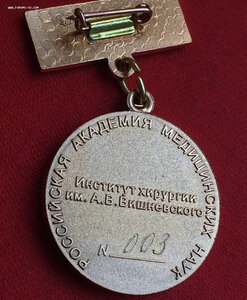 РОССИЙСКАЯ АКАДЕМИЯ МЕДИЦИНСКИХ НАУК
Институт хирургии
им. А.В.Вишневского
N 003